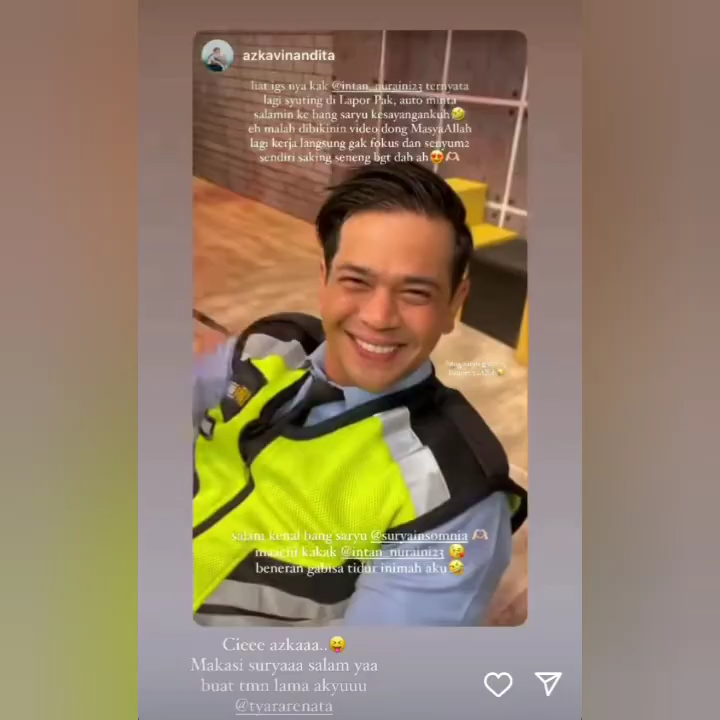 azkavinandita
liat igs nya kak @intan_nuraini23 ternyata
lagi syuting di Lapor Pak, auto minta
salamin ke bang saryu kesayangankuh🤣
eh malah dibikinin video dong MasyaAllah
lagi kerja langsung gak fokus dan senyum2
sendiri saking seneng bgt dah ah😍🫶🏻
salam kenal bang saryu @suryainsomnia 🫶🏻
maaciii kakak @intan_nuraini23 😘
beneran gabisa tidur inimah aku🤣
Cieee azkaaa..😝
Makasi suryaaa salam yaa
buat tmn lama akyuuu
@tyararenata